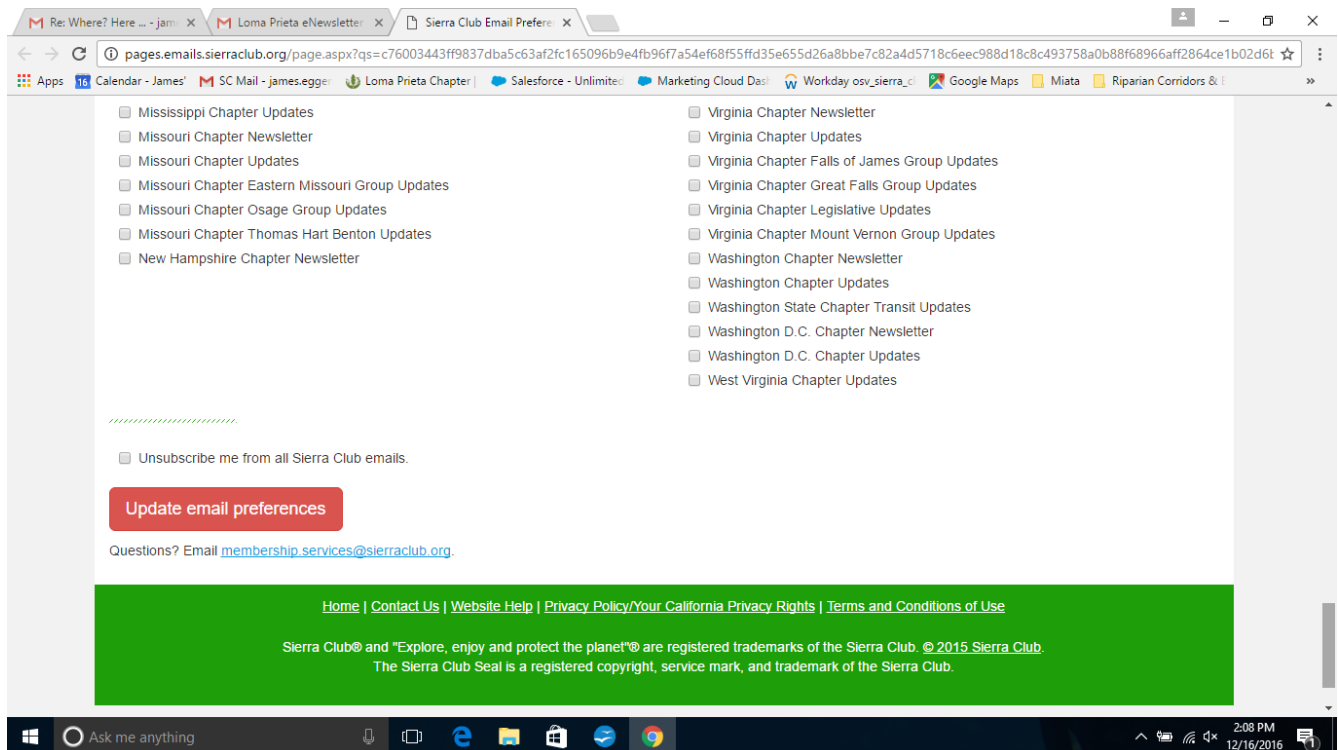 Re: Where? Here ... - jam
Loma Prieta eNewsletter
Sierra Club Email Prefere
pages.emails.sierraclub.org/page.aspx?qs=c76003443ff9837dba5c63af2fc165096b9e4fb96f7a54ef68f55ffd35e655d26a8bbe7c82a4d5718c6eec988d18c8c493758a0b88f68966aff2864ce1b02d6b
Apps 16 Calendar - James' SC Mail - james.egger Loma Prieta Chapter | Salesforce - Unlimited Marketing Cloud Das W Workday osv_sierra_c Google Maps Miata Riparian Corridors & »
Mississippi Chapter Updates
Missouri Chapter Newsletter
Missouri Chapter Updates
Missouri Chapter Eastern Missouri Group Updates
Missouri Chapter Osage Group Updates
Missouri Chapter Thomas Hart Benton Updates
New Hampshire Chapter Newsletter
Virginia Chapter Newsletter
Virginia Chapter Updates
Virginia Chapter Falls of James Group Updates
Virginia Chapter Great Falls Group Updates
Virginia Chapter Legislative Updates
Virginia Chapter Mount Vernon Group Updates
Washington Chapter Newsletter
Washington Chapter Updates
Washington State Chapter Transit Updates
Washington D.C. Chapter Newsletter
Washington D.C. Chapter Updates
West Virginia Chapter Updates
Unsubscribe me from all Sierra Club emails.
Update email preferences
Questions? Email membership.services@sierraclub.org.
Home | Contact Us | Website Help | Privacy Policy/Your California Privacy Rights | Terms and Conditions of Use
Sierra Club® and "Explore, enjoy and protect the planet"® are registered trademarks of the Sierra Club. © 2015 Sierra Club.
The Sierra Club Seal is a registered copyright, service mark, and trademark of the Sierra Club.
Ask me anything
2:08 PM
12/16/2016